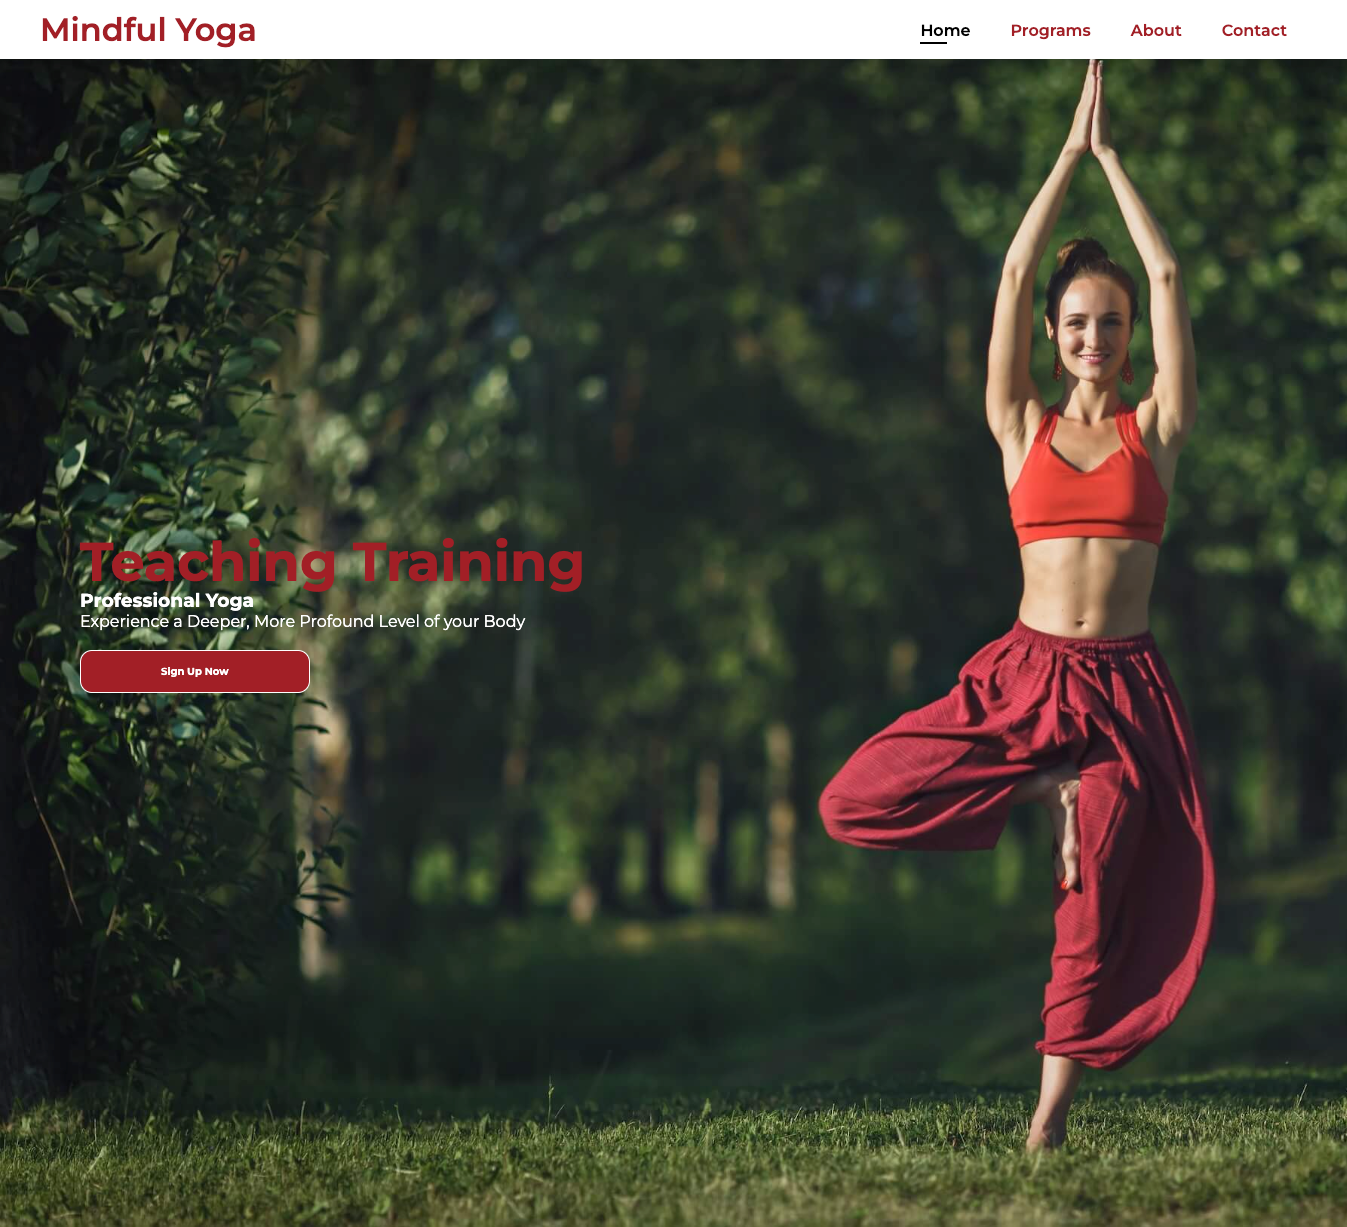 Mindful Yoga
Home Programs About Contact
Teaching Training
Professional Yoga
Experience a Deeper, More Profound Level of your Body
Sign Up Now